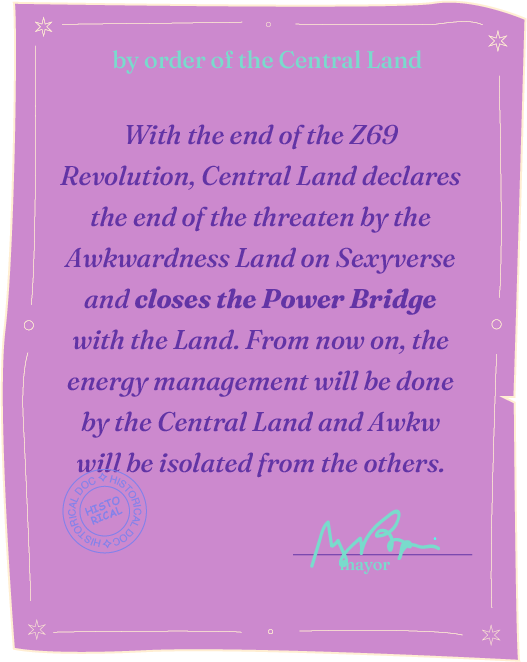 by order of the Central Land
With the end of the Z69
Revolution, Central Land declares
the end of the threaten by the
Awkwardness Land on Sexyverse
and closes the Power Bridge
with the Land. From now on, the
energy management will be done
by the Central Land and Awkw
will be isolated from the others.
HISTORICAL DOC ✧ HISTORICAL DOC ✧
HISTO
RICAL
mayor